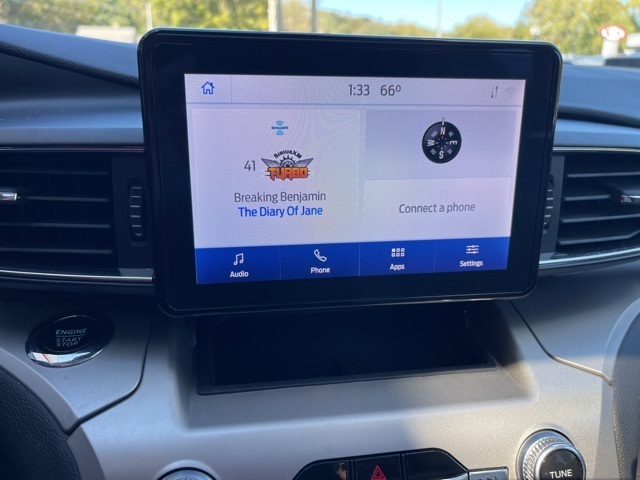 1:33 66°
SiriusXM
41
SiriusXM
TURBO
N
W E
S
Breaking Benjamin
The Diary Of Jane
Connect a phone
Audio
Phone
Apps
Settings
ENGINE
START
STOP
TUNE